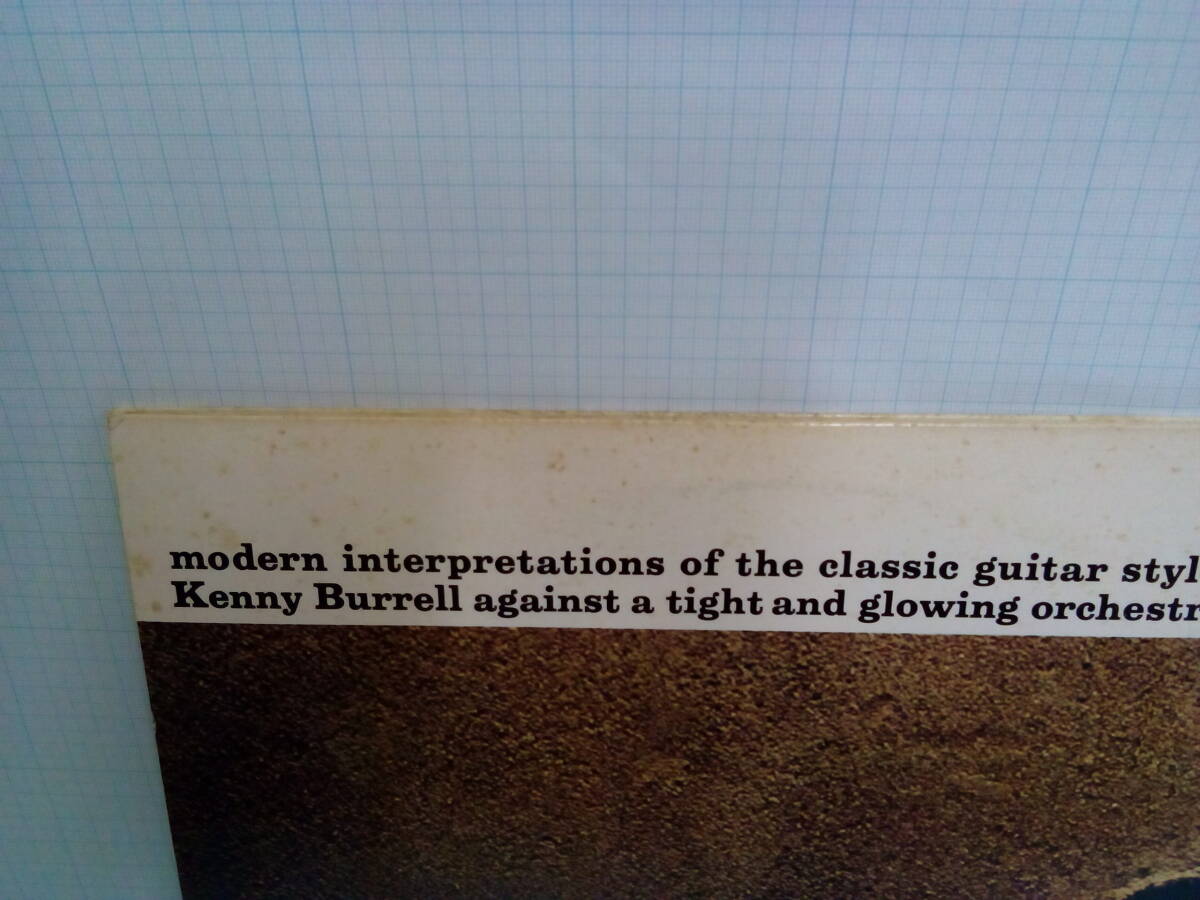 modern interpretations of the classic guitar styl
Kenny Burrell against a tight and glowing orchestr